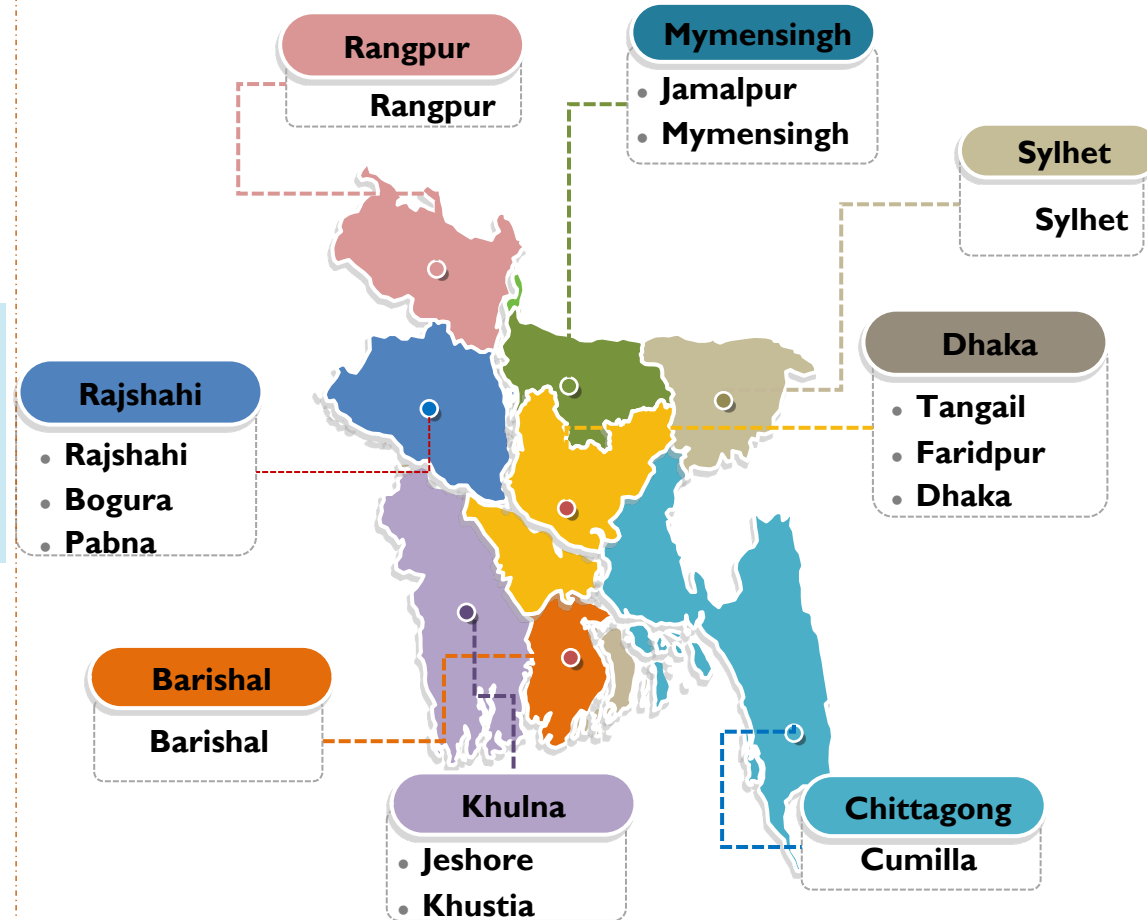 Rangpur
Rangpur
Mymensingh
• Jamalpur
• Mymensingh
Sylhet
Sylhet
Dhaka
• Tangail
• Faridpur
• Dhaka
Rajshahi
• Rajshahi
• Bogura
• Pabna
Barishal
Barishal
Khulna
• Jeshore
• Khustia
Chittagong
Cumilla